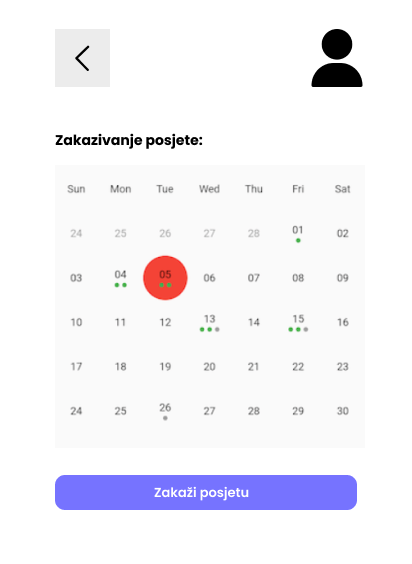 Zakazivanje posjete:
Sun Mon Tue Wed Thu Fri Sat
24 25 26 27 28 01 02
03 04 05 06 07 08 09
10 11 12 13 14 15 16
17 18 19 20 21 22 23
24 25 26 27 28 29 30
Zakaži posjetu